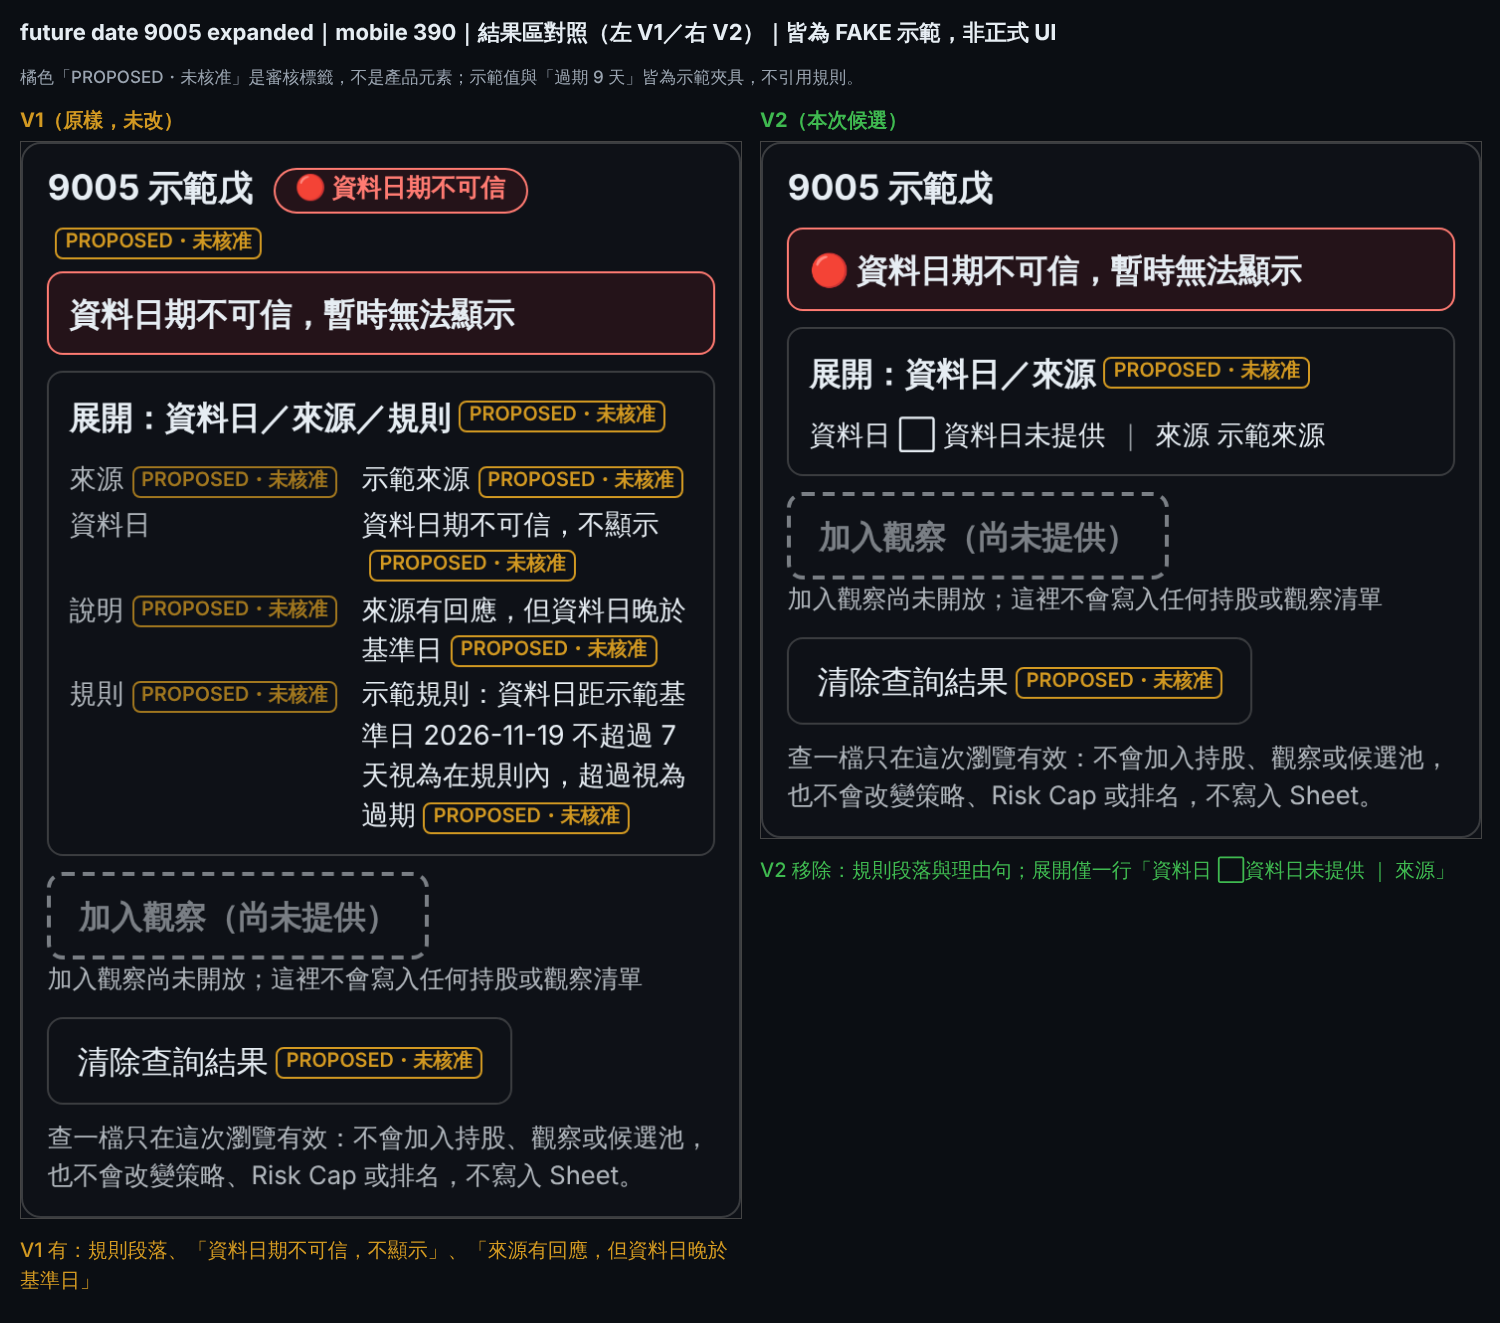 future date 9005 expanded｜mobile 390｜結果區對照（左 V1／右 V2）｜皆為 FAKE 示範，非正式 UI
橘色「PROPOSED・未核准」是審核標籤，不是產品元素；示範值與「過期 9 天」皆為示範夾具，不引用規則。
V1（原樣，未改）
9005 示範戊 🔴 資料日期不可信
PROPOSED・未核准
資料日期不可信，暫時無法顯示
展開：資料日／來源／規則 PROPOSED・未核准
來源 PROPOSED・未核准 示範來源 PROPOSED・未核准
資料日 資料日期不可信，不顯示
PROPOSED・未核准
說明 PROPOSED・未核准 來源有回應，但資料日晚於
基準日 PROPOSED・未核准
規則 PROPOSED・未核准 示範規則：資料日距示範基
準日 2026-11-19 不超過 7
天視為在規則內，超過視為
過期 PROPOSED・未核准
加入觀察（尚未提供）
加入觀察尚未開放；這裡不會寫入任何持股或觀察清單
清除查詢結果 PROPOSED・未核准
查一檔只在這次瀏覽有效：不會加入持股、觀察或候選池，
也不會改變策略、Risk Cap 或排名，不寫入 Sheet。
V1 有：規則段落、「資料日期不可信，不顯示」、「來源有回應，但資料日晚於
基準日」
V2（本次候選）
9005 示範戊
🔴 資料日期不可信，暫時無法顯示
展開：資料日／來源 PROPOSED・未核准
資料日 ⬜ 資料日未提供 ｜ 來源 示範來源
加入觀察（尚未提供）
加入觀察尚未開放；這裡不會寫入任何持股或觀察清單
清除查詢結果 PROPOSED・未核准
查一檔只在這次瀏覽有效：不會加入持股、觀察或候選池，
也不會改變策略、Risk Cap 或排名，不寫入 Sheet。
V2 移除：規則段落與理由句；展開僅一行「資料日 ⬜資料日未提供 ｜ 來源」